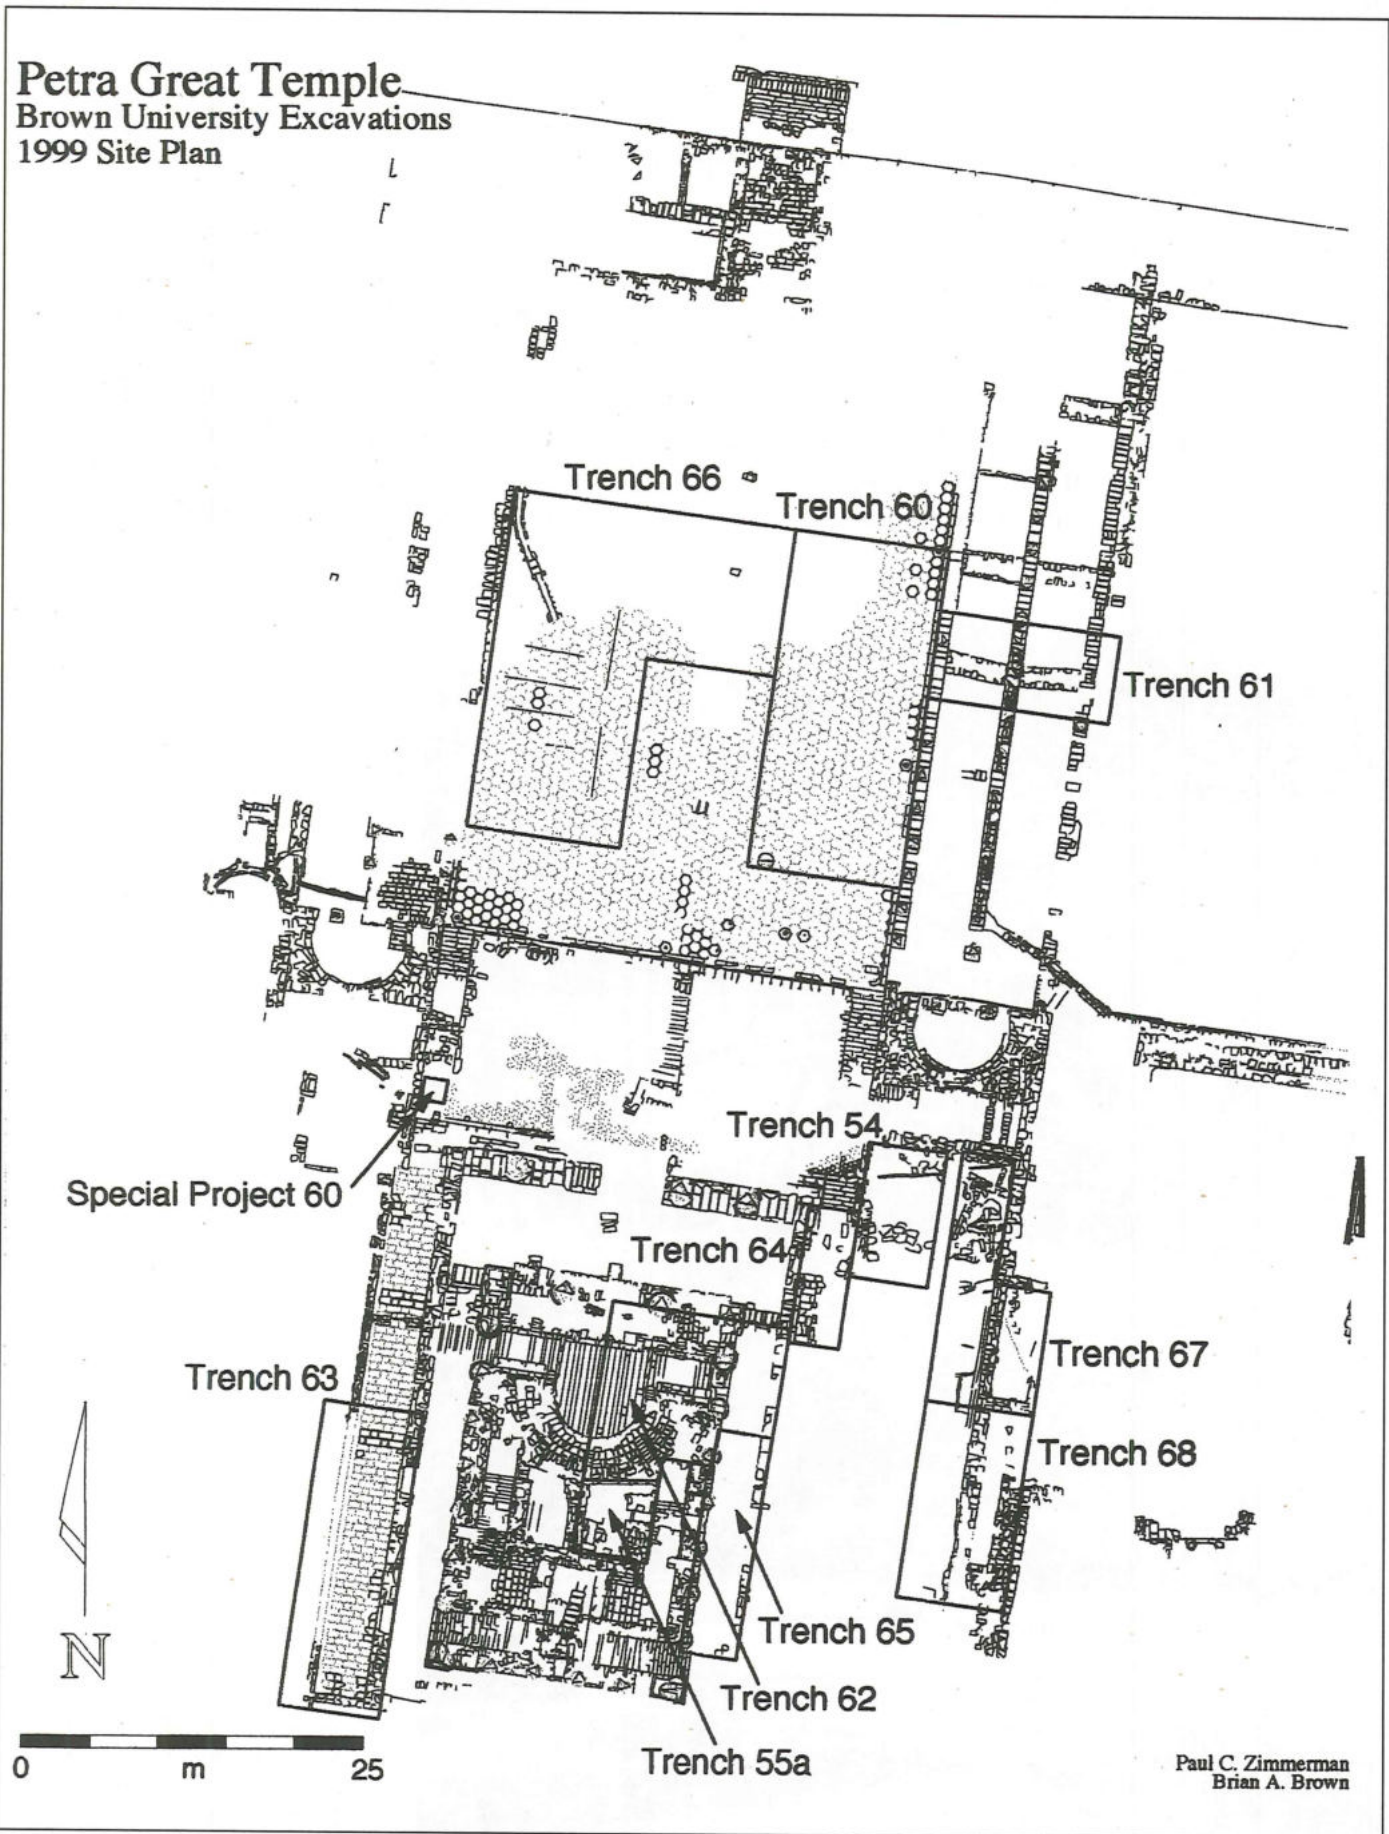 Petra Great Temple
Brown University Excavations
1999 Site Plan
Trench 66
Trench 60
Trench 61
Trench 54
Special Project 60
Trench 64
Trench 67
Trench 63
Trench 68
Trench 65
Trench 62
Trench 55a
N
0 m 25
Paul C. Zimmerman
Brian A. Brown